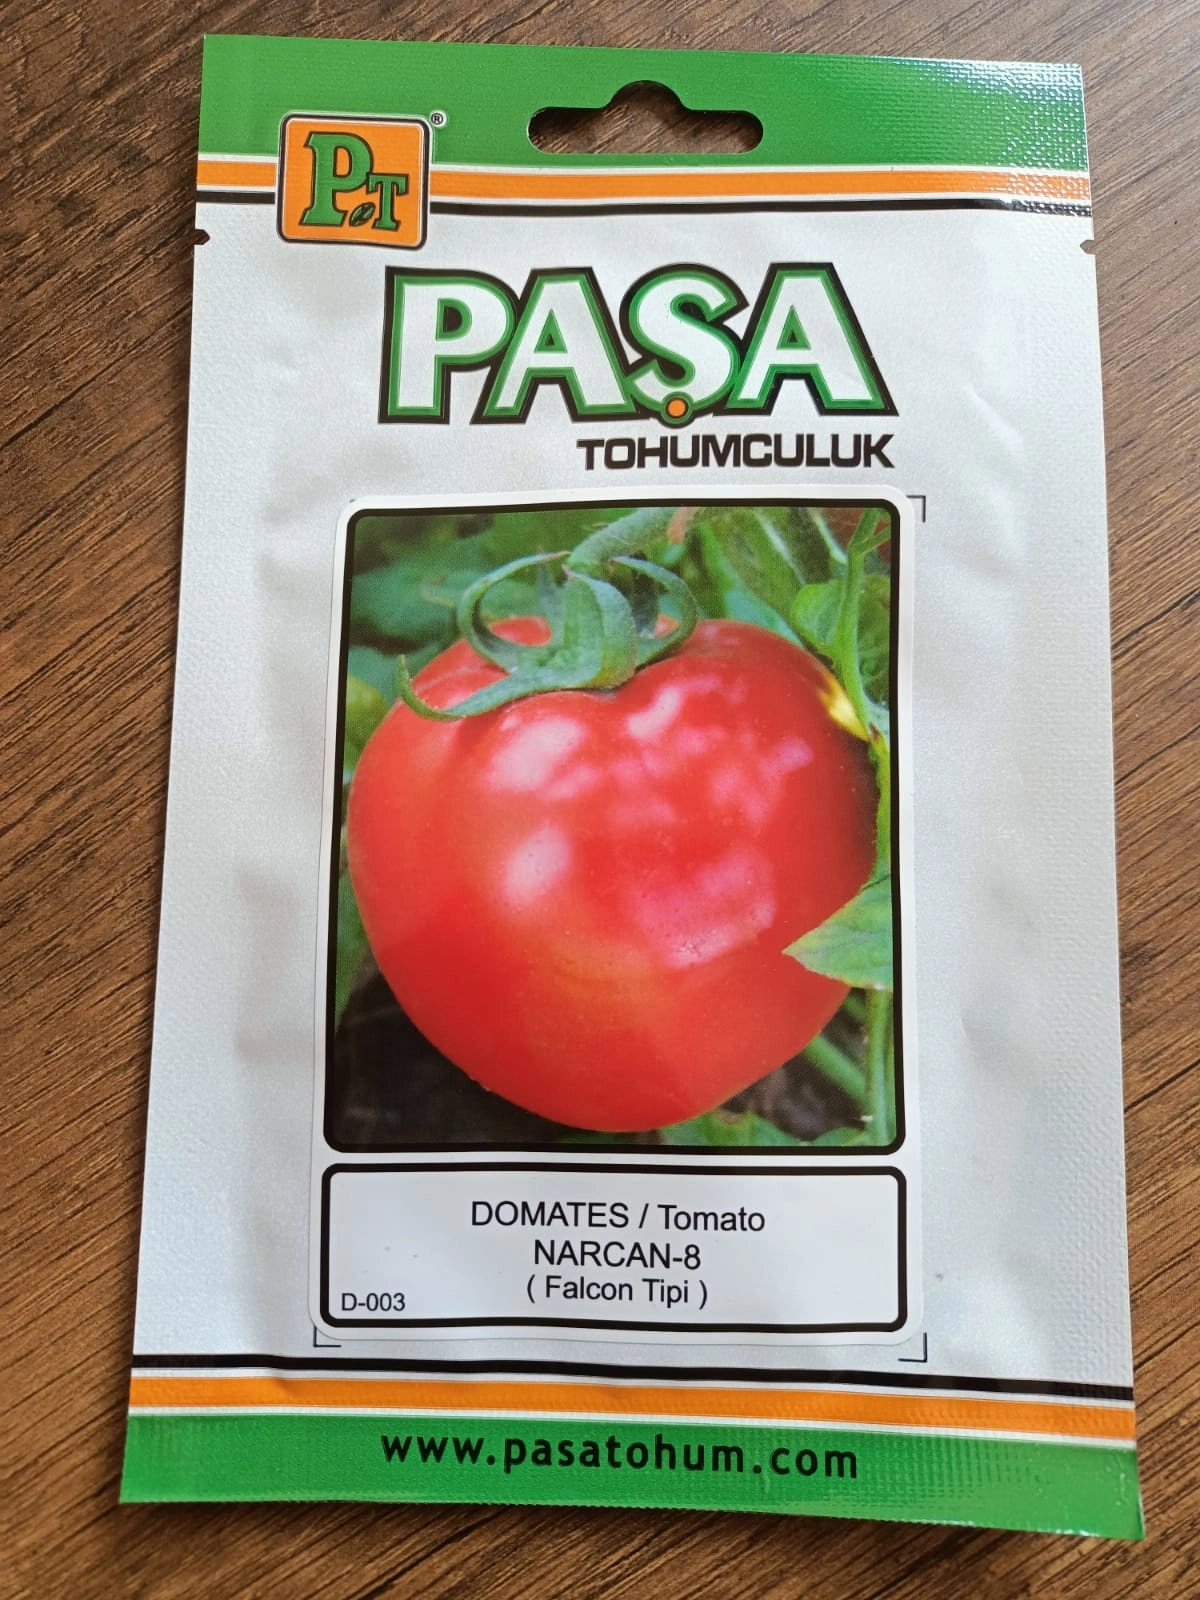 PT®
PAŞA
TOHUMCULUK
DOMATES / Tomato
NARCAN-8
( Falcon Tipi )
D-003
www.pasatohum.com